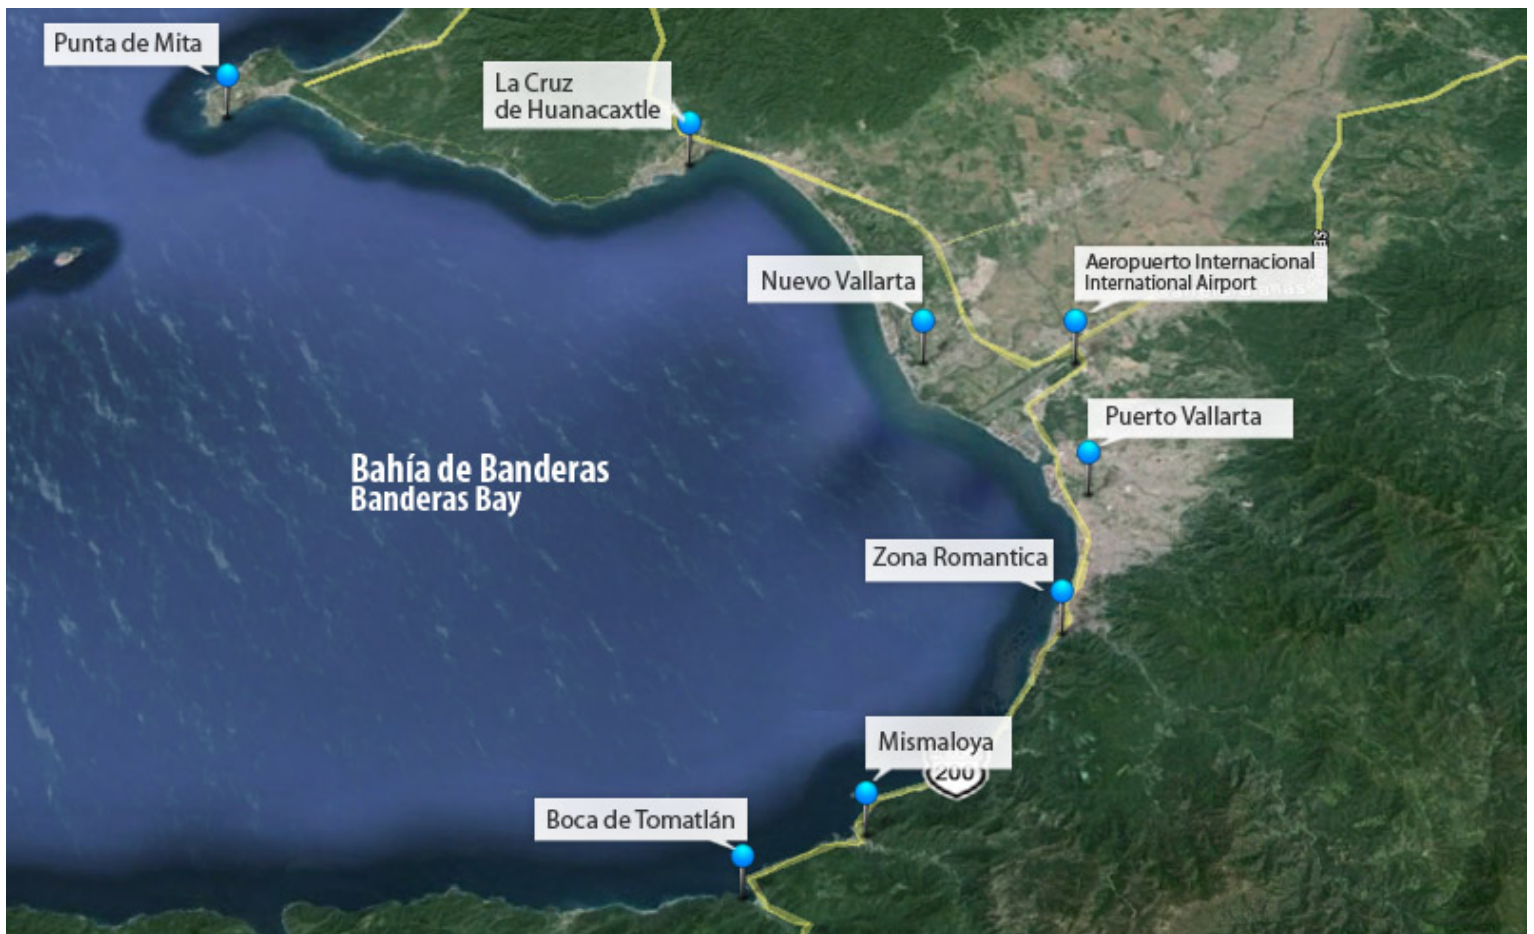 Punta de Mita
La Cruz
de Huanacaxtle
Nuevo Vallarta
Aeropuerto Internacional
International Airport
Puerto Vallarta
Bahía de Banderas
Banderas Bay
Zona Romantica
Mismaloya
200
Boca de Tomatlán